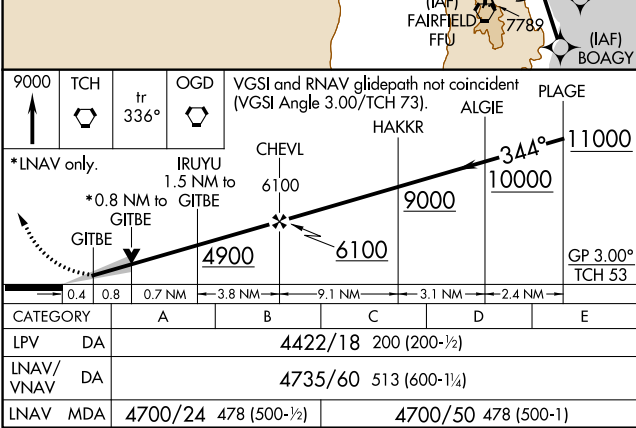 (IAF)
FAIRFIELD
FFU
7789
(IAF)
BOAGY
9000
TCH
tr
336°
OGD
VGSI and RNAV glidepath not coincident
(VGSI Angle 3.00/TCH 73).
PLAGE
ALGIE
HAKKR
CHEVL
6100
*LNAV only.
IRUYU
1.5 NM to
GITBE
*0.8 NM to
GITBE
GITBE
344°
11000
10000
9000
6100
4900
GP 3.00°
TCH 53
0.4 0.8 0.7 NM 3.8 NM 9.1 NM 3.1 NM 2.4 NM
CATEGORY A B C D E
LPV DA 4422/18 200 (200-½)
LNAV/
VNAV DA 4735/60 513 (600-1¼)
LNAV MDA 4700/24 478 (500-½) 4700/50 478 (500-1)